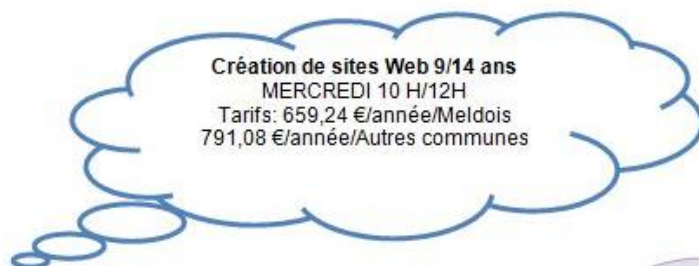 Création de sites Web 9/14 ans
MERCREDI 10 H/12H
Tarifs: 659,24 €/année/Meldois
791,08 €/année/Autres communes